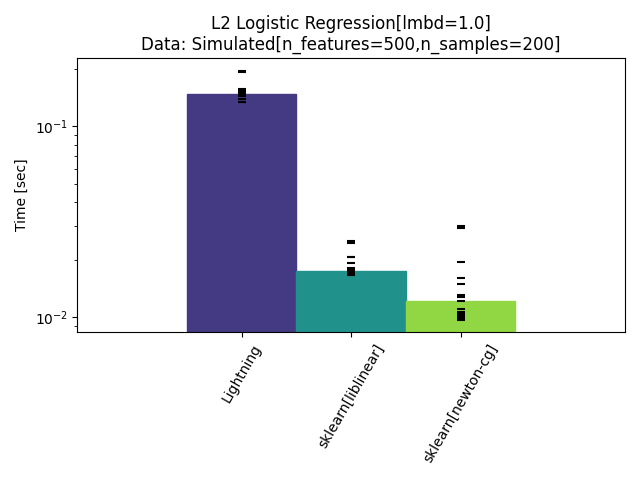 L2 Logistic Regression[lmbd=1.0]
Data: Simulated[n_features=500,n_samples=200]
Time [sec]
10⁻¹
10⁻²
Lightning
sklearn[liblinear]
sklearn[newton-cg]